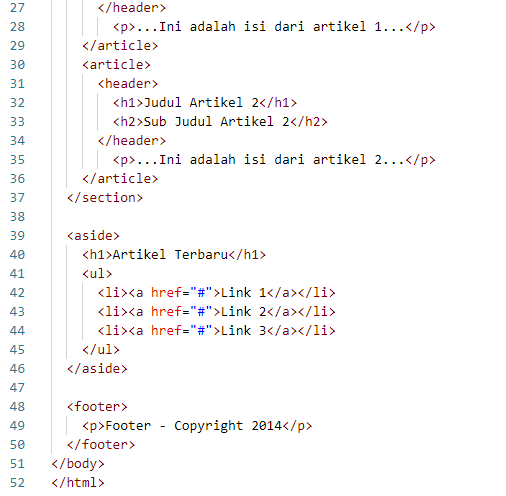 27 </header>
28 <p>...Ini adalah isi dari artikel 1...</p>
29 </article>
30 <article>
31 <header>
32 <h1>Judul Artikel 2</h1>
33 <h2>Sub Judul Artikel 2</h2>
34 </header>
35 <p>...Ini adalah isi dari artikel 2...</p>
36 </article>
37 </section>
38
39 <aside>
40 <h1>Artikel Terbaru</h1>
41 <ul>
42 <li><a href="#">Link 1</a></li>
43 <li><a href="#">Link 2</a></li>
44 <li><a href="#">Link 3</a></li>
45 </ul>
46 </aside>
47
48 <footer>
49 <p>Footer - Copyright 2014</p>
50 </footer>
51 </body>
52 </html>